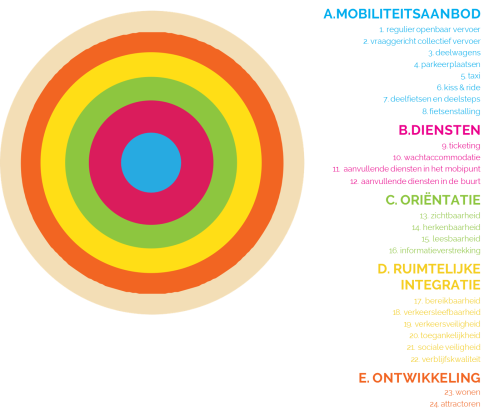 A.MOBILITEITSAANBOD
1. regulier openbaar vervoer
2. vraaggericht collectief vervoer
3. deelwagens
4. parkeerplaatsen
5. taxi
6.kiss & ride
7. deelfietsen en deelsteps
8. fietsenstalling
B.DIENSTEN
9. ticketing
10. wachtaccommodatie
11. aanvullende diensten in het mobipunt
12. aanvullende diensten in de buurt
C. ORIËNTATIE
13. zichtbaarheid
14. herkenbaarheid
15. leesbaarheid
16. informatieverstrekking
D. RUIMTELIJKE
INTEGRATIE
17. bereikbaarheid
18. verkeersleefbaarheid
19. verkeersveiligheid
20. toegankelijkheid
21. sociale veiligheid
22. verblijfskwaliteit
E. ONTWIKKELING
23. wonen
24. attractoren